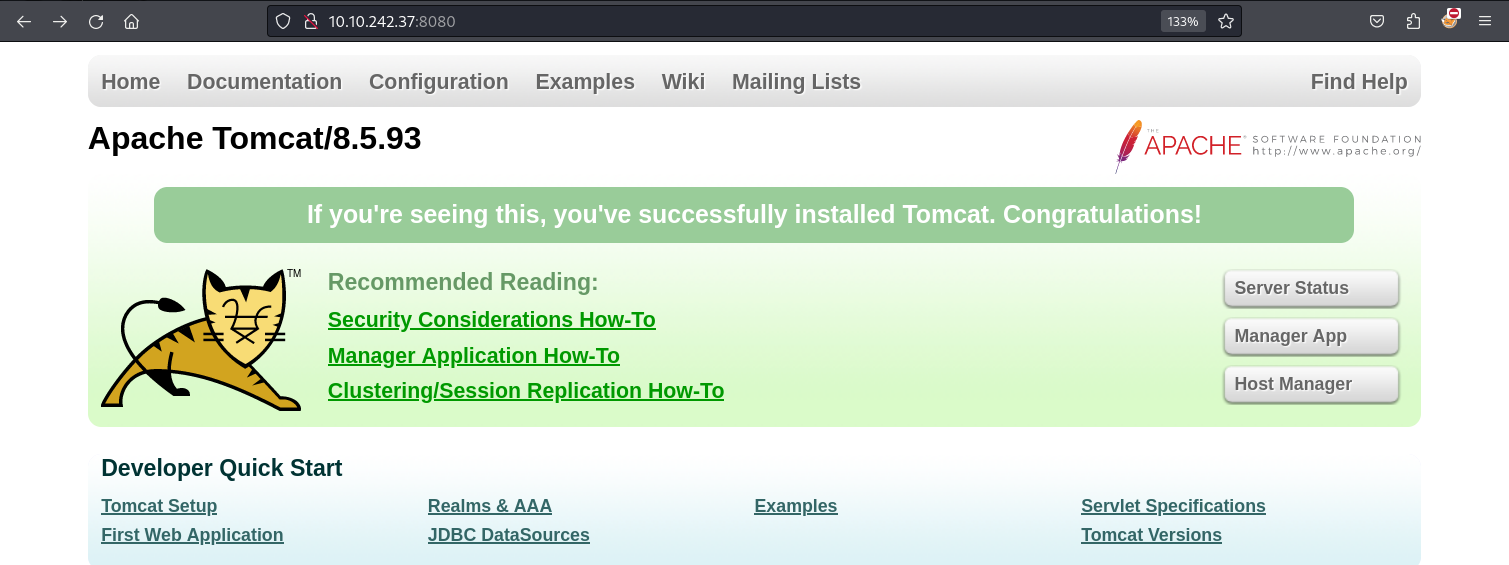 10.10.242.37:8080
133%
Home Documentation Configuration Examples Wiki Mailing Lists Find Help
Apache Tomcat/8.5.93
THE
APACHE® SOFTWARE FOUNDATION
http://www.apache.org/
If you're seeing this, you've successfully installed Tomcat. Congratulations!
TM
Recommended Reading:
Security Considerations How-To
Manager Application How-To
Clustering/Session Replication How-To
Server Status
Manager App
Host Manager
Developer Quick Start
Tomcat Setup Realms & AAA Examples Servlet Specifications
First Web Application JDBC DataSources Tomcat Versions